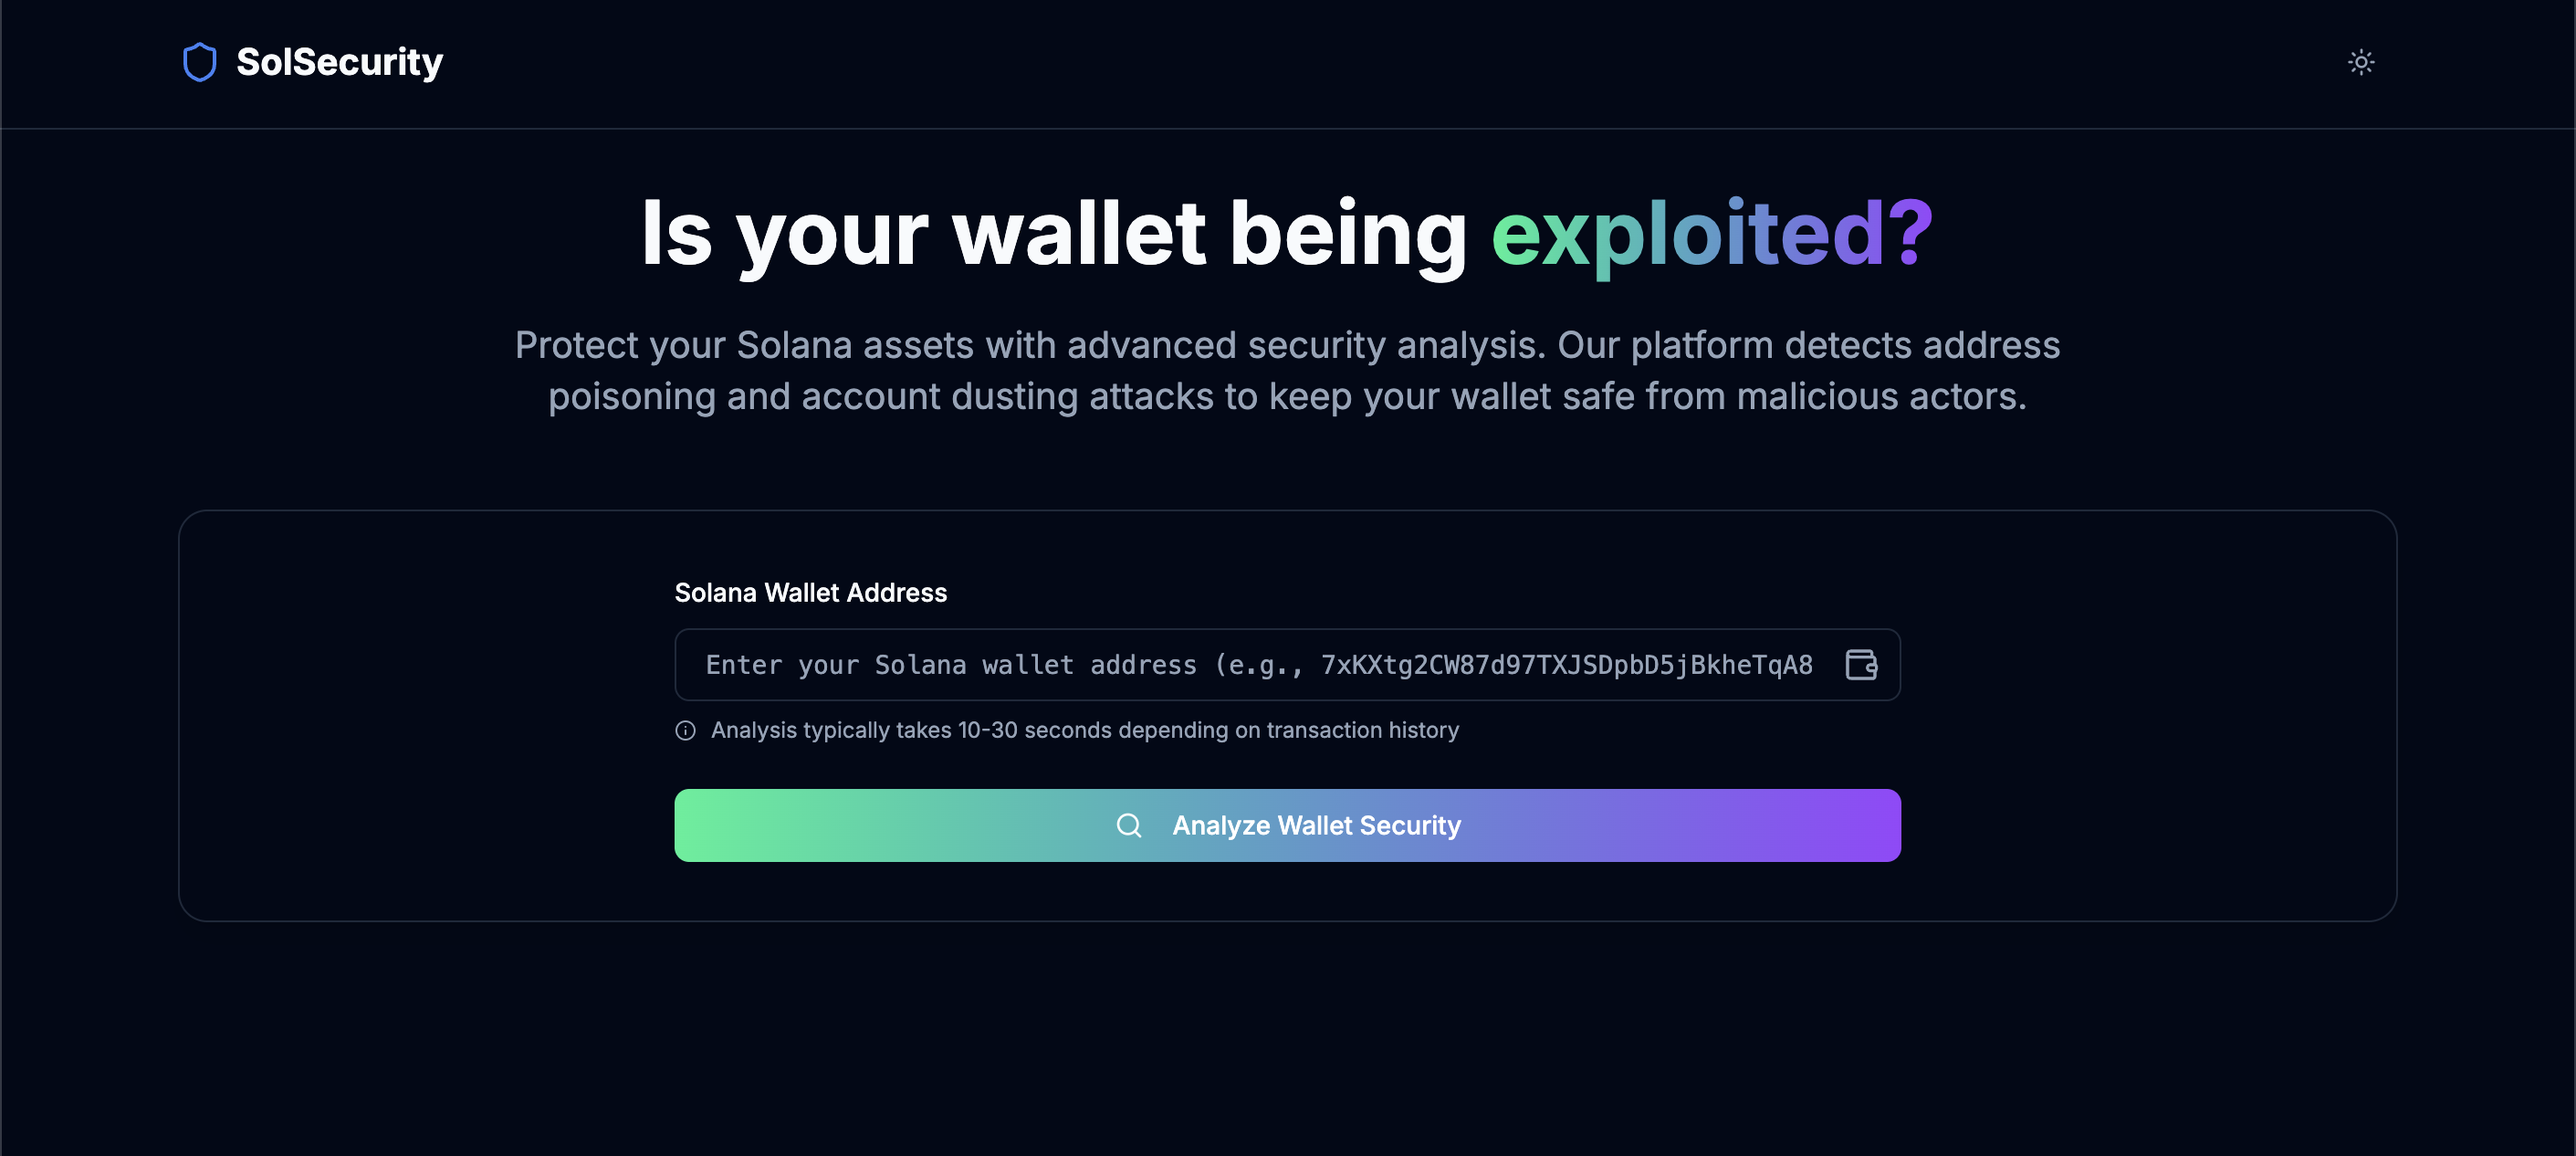 SolSecurity
Is your wallet being exploited?
Protect your Solana assets with advanced security analysis. Our platform detects address
poisoning and account dusting attacks to keep your wallet safe from malicious actors.
Solana Wallet Address
Enter your Solana wallet address (e.g., 7xKXtg2CW87d97TXJSDpbD5jBkheTqA8
Analysis typically takes 10-30 seconds depending on transaction history
Analyze Wallet Security